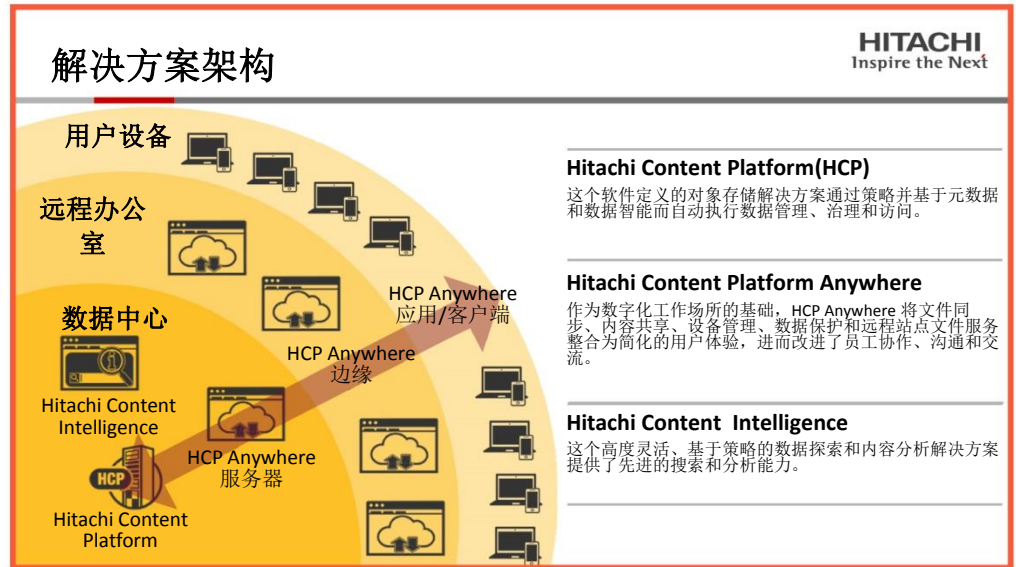 解决方案架构
HITACHI
Inspire the Next
用户设备
远程办公
室
数据中心
Hitachi Content
Intelligence
HCP
Hitachi Content
Platform
HCP Anywhere
服务器
HCP Anywhere
边缘
HCP Anywhere
应用/客户端
Hitachi Content Platform(HCP)
这个软件定义的对象存储解决方案通过策略并基于元数据
和数据智能而自动执行数据管理、治理和访问。
Hitachi Content Platform Anywhere
作为数字化工作场所的基础，HCP Anywhere 将文件同
步、内容共享、设备管理、数据保护和远程站点文件服务
整合为简化的用户体验，进而改进了员工协作、沟通和交
流。
Hitachi Content Intelligence
这个高度灵活、基于策略的数据探索和内容分析解决方案
提供了先进的搜索和分析能力。